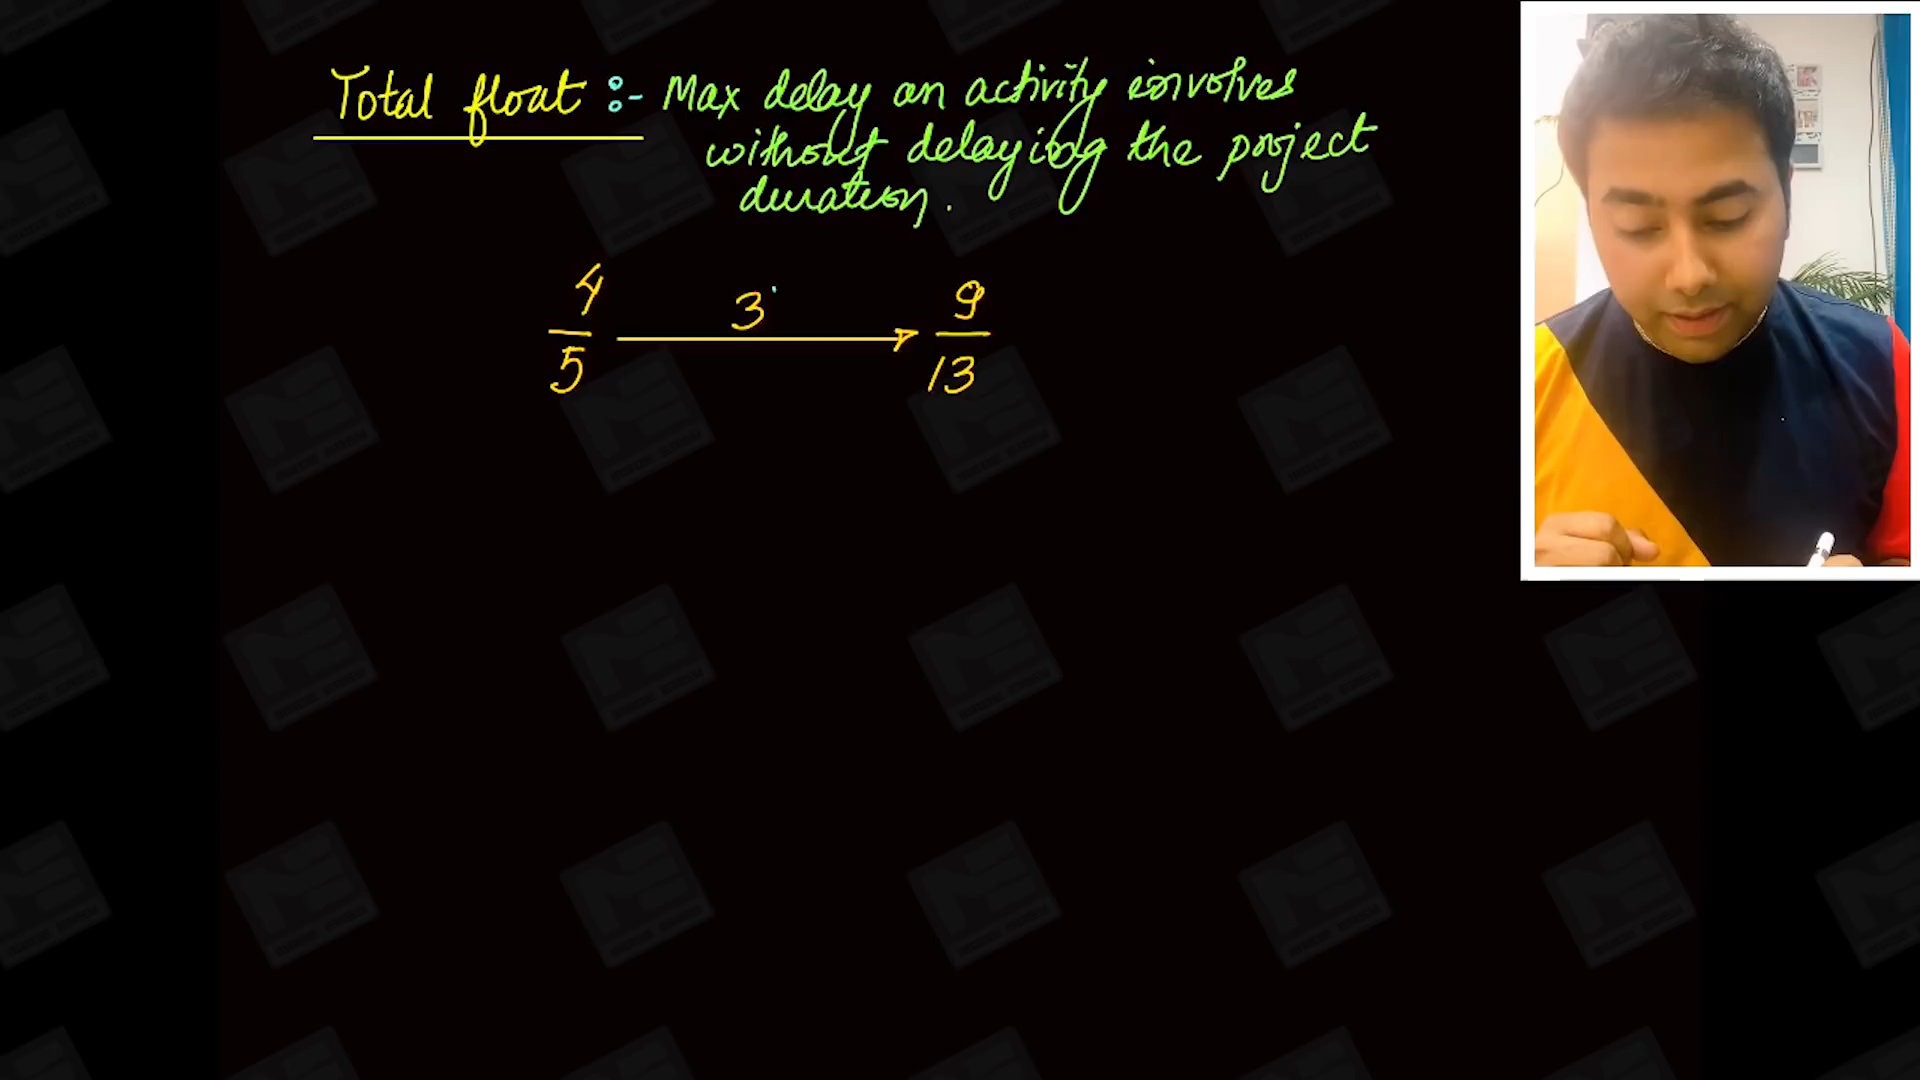 Total float :- Max delay an activity involves
without delaying the project
duration.
4 3 9
5 13